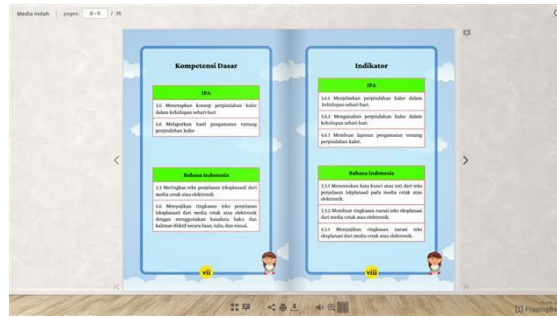 Media Indah
pages: 8 - 9 / 36
Kompetensi Dasar
IPA
3.6 Menerapkan konsep perpindahan kalor
dalam kehidupan sehari-hari
4.6 Melaporkan hasil pengamatan tentang
perpindahan kalor
Bahasa Indonesia
3.3 Meringkas teks penjelasan (eksplanasi) dari
media cetak atau elektronik
4.3 Menyajikan ringkasan teks penjelasan
(eksplanasi) dari media cetak atau elektronik
dengan menggunakan kosakata baku dan
kalimat efektif secara lisan, tulis, dan visual.
vii
Indikator
IPA
3.6.1 Menjelaskan perpindahan kalor dalam
kehidupan sehari-hari.
3.6.2 Menganalisis perpindahan kalor dalam
kehidupan sehari-hari.
4.6.1 Membuat laporan pengamatan tentang
perpindahan kalor.
Bahasa Indonesia
3.3.1 Menentukan kata kunci atau inti dari teks
penjelasan (eksplanasi) pada media cetak atau
elektronik.
3.3.2 Membuat ringkasan narasi teks eksplanasi
dari media cetak atau elektronik.
4.3.1 Menyajikan ringkasan narasi teks
eksplanasi dari media cetak atau elektronik.
viii